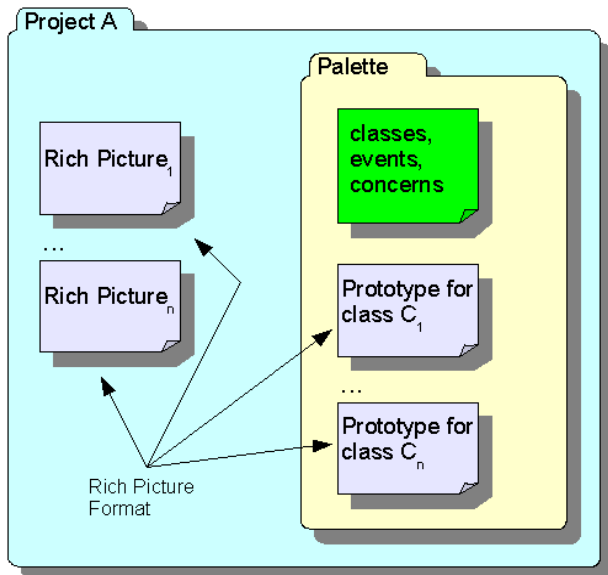 Project A
Palette
Rich Picture₁
...
Rich Picture
n
classes,
events,
concerns
Prototype for
class C₁
...
Prototype for
class Cₙ
Rich Picture
Format